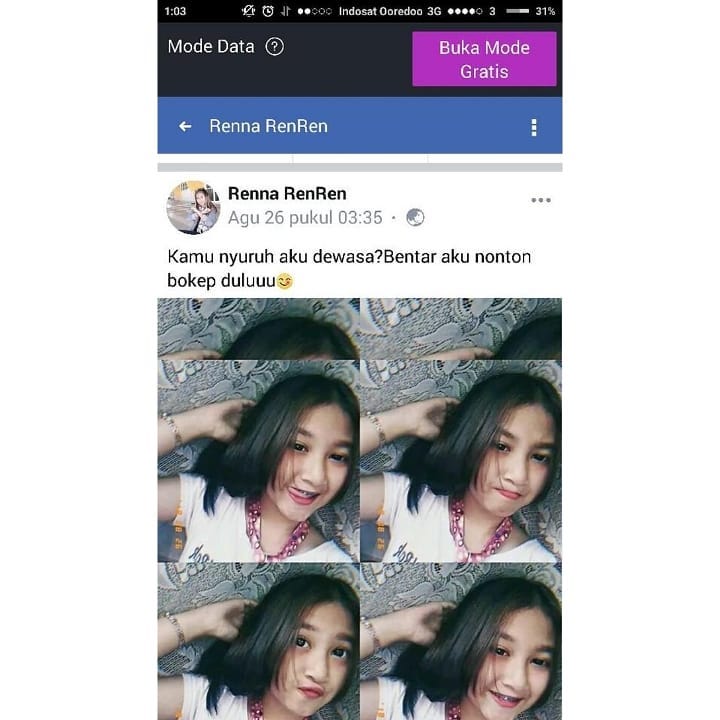 1:03 Indosat Ooredoo 3G 3 31%
Mode Data ?
Buka Mode
Gratis
Renna RenRen
Renna RenRen
Agu 26 pukul 03:35
Kamu nyuruh aku dewasa?Bentar aku nonton
bokep duluuu😋